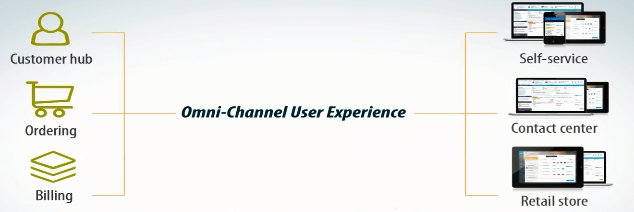 Customer hub
Ordering
Billing
Omni-Channel User Experience
Self-service
Contact center
Retail store